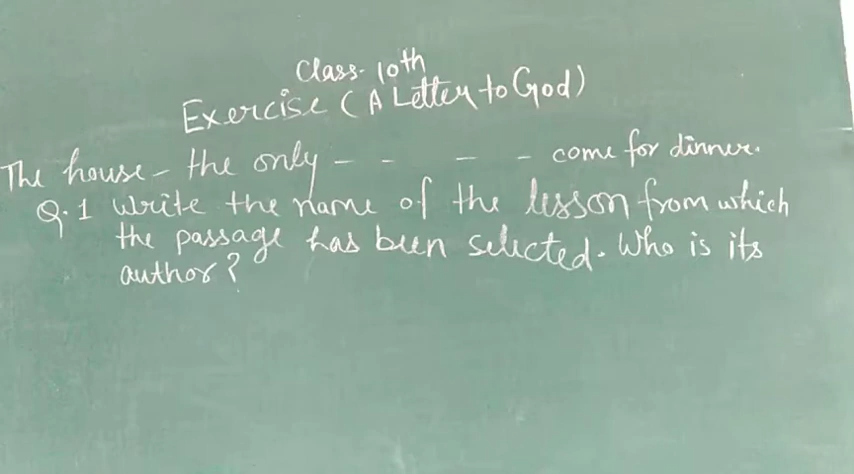 Class- 10th
Exercise (A Letter to God)
The house - the only - - - - come for dinner.
Q.1 Write the name of the lesson from which
the passage has been selected. Who is its
author?